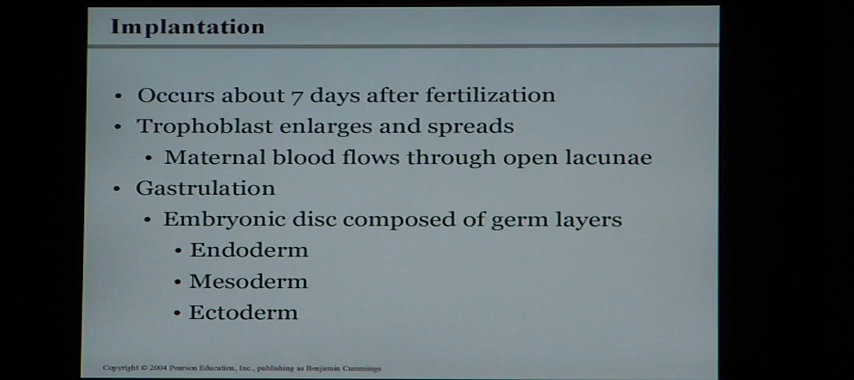 Implantation
• Occurs about 7 days after fertilization
• Trophoblast enlarges and spreads
• Maternal blood flows through open lacunae
• Gastrulation
• Embryonic disc composed of germ layers
• Endoderm
• Mesoderm
• Ectoderm
Copyright © 2004 Pearson Education, Inc., publishing as Benjamin Cummings